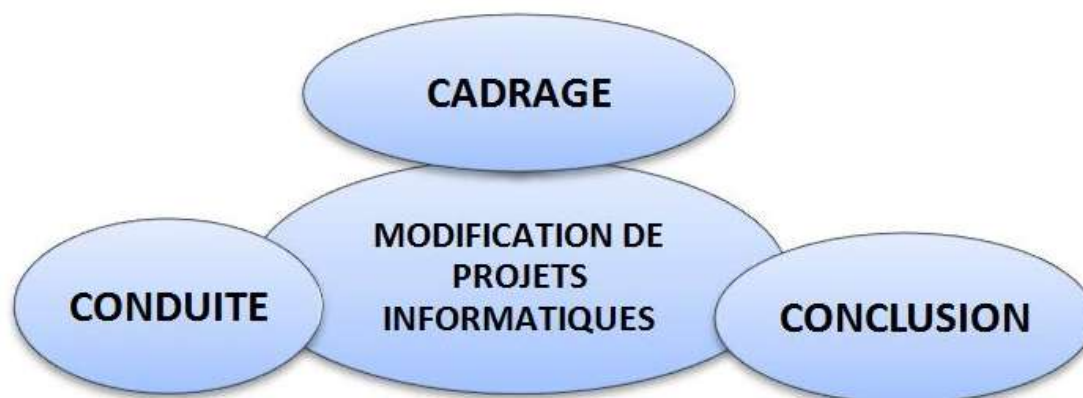 CADRAGE
MODIFICATION DE
PROJETS
INFORMATIQUES
CONDUITE
CONCLUSION